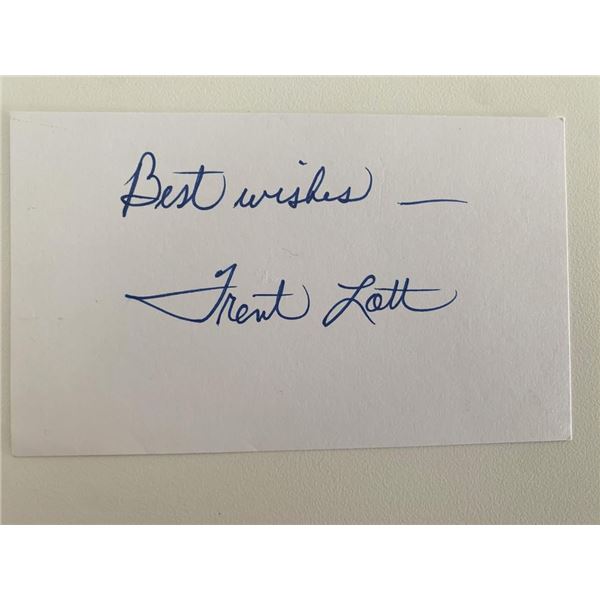 Best wishes —
Trent Lott